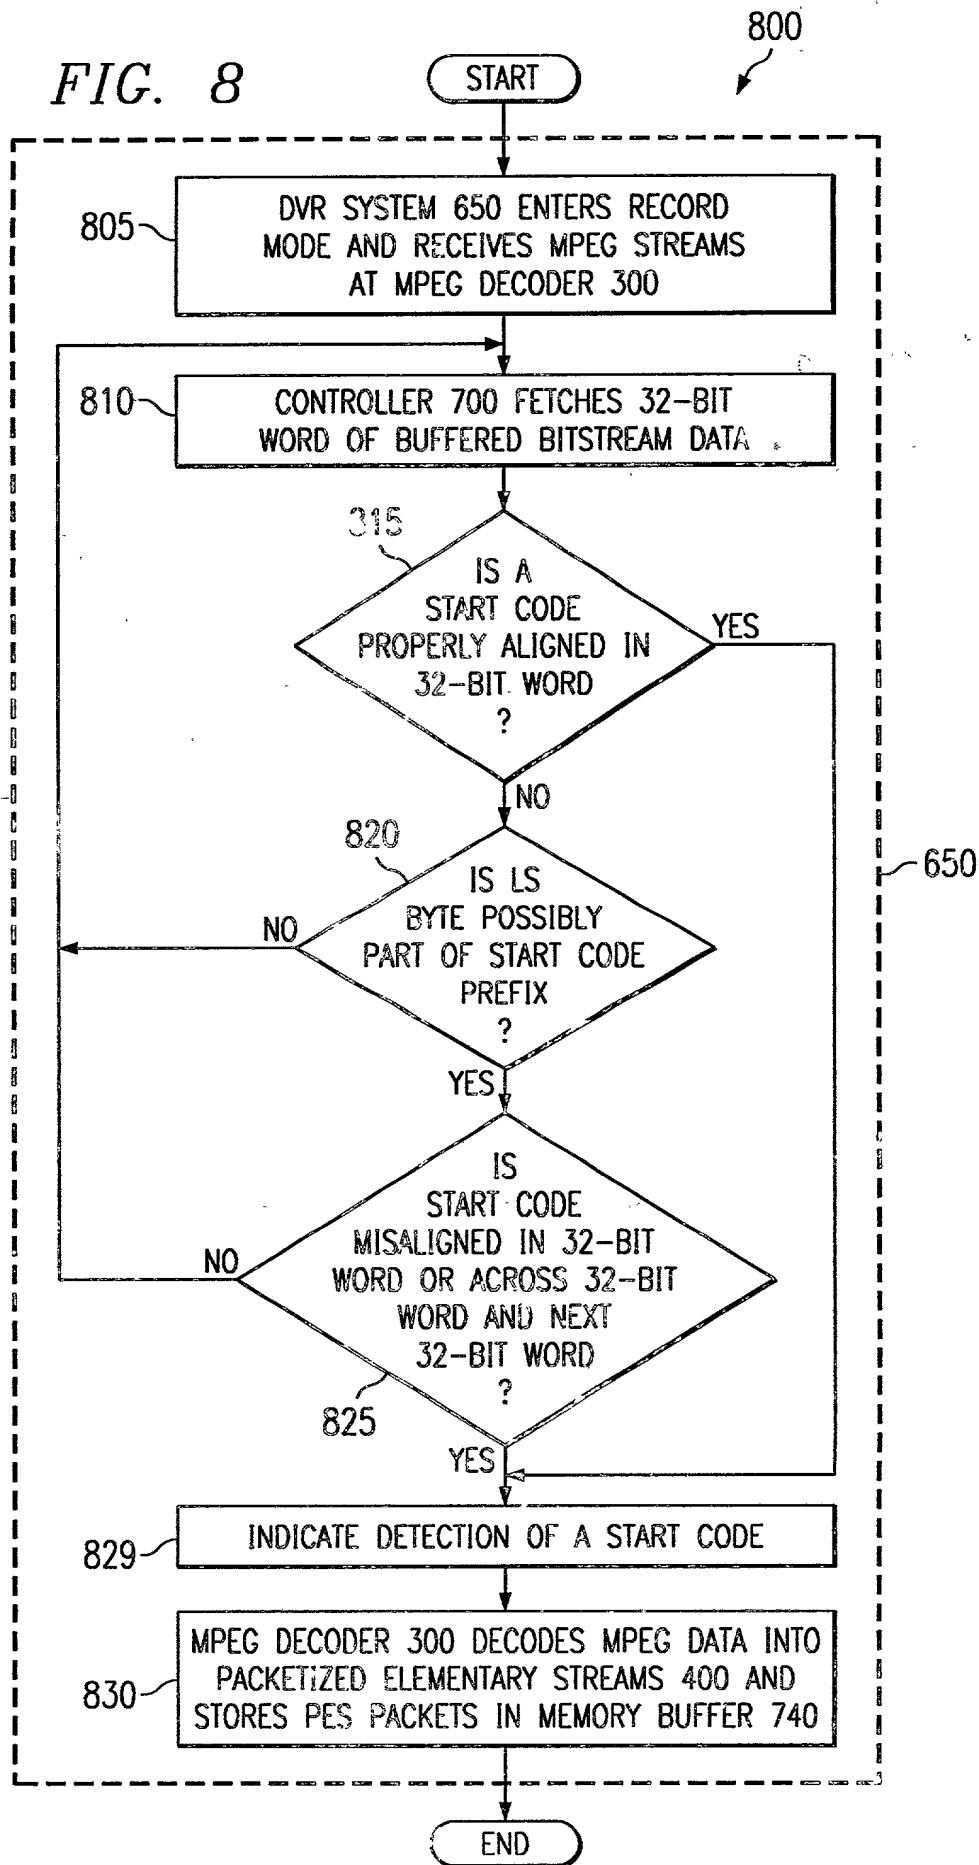 800
FIG. 8
START
805
DVR SYSTEM 650 ENTERS RECORD
MODE AND RECEIVES MPEG STREAMS
AT MPEG DECODER 300
810
CONTROLLER 700 FETCHES 32-BIT
WORD OF BUFFERED BITSTREAM DATA
315
IS A
START CODE
PROPERLY ALIGNED IN
32-BIT WORD
?
YES
NO
820
IS LS
BYTE POSSIBLY
PART OF START CODE
PREFIX
?
NO
650
YES
IS
START CODE
MISALIGNED IN 32-BIT
WORD OR ACROSS 32-BIT
WORD AND NEXT
32-BIT WORD
?
NO
825
YES
829
INDICATE DETECTION OF A START CODE
830
MPEG DECODER 300 DECODES MPEG DATA INTO
PACKETIZED ELEMENTARY STREAMS 400 AND
STORES PES PACKETS IN MEMORY BUFFER 740
END